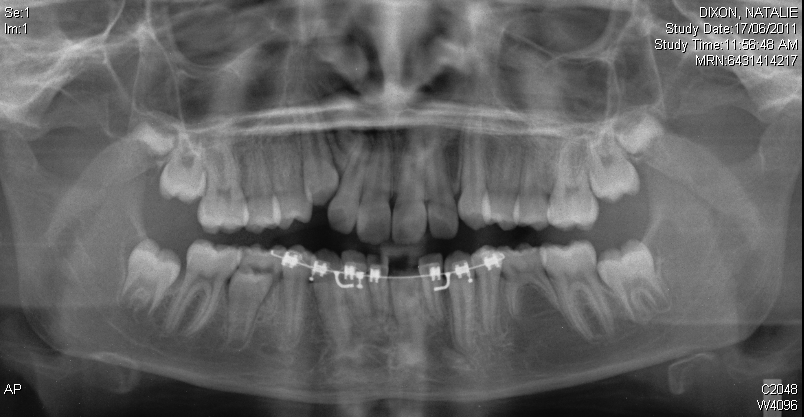 Se:1
Im:1
DIXON, NATALIE
Study Date:17/06/2011
Study Time:11:56:48 AM
MRN:6431414217
AP
C2048
W4096